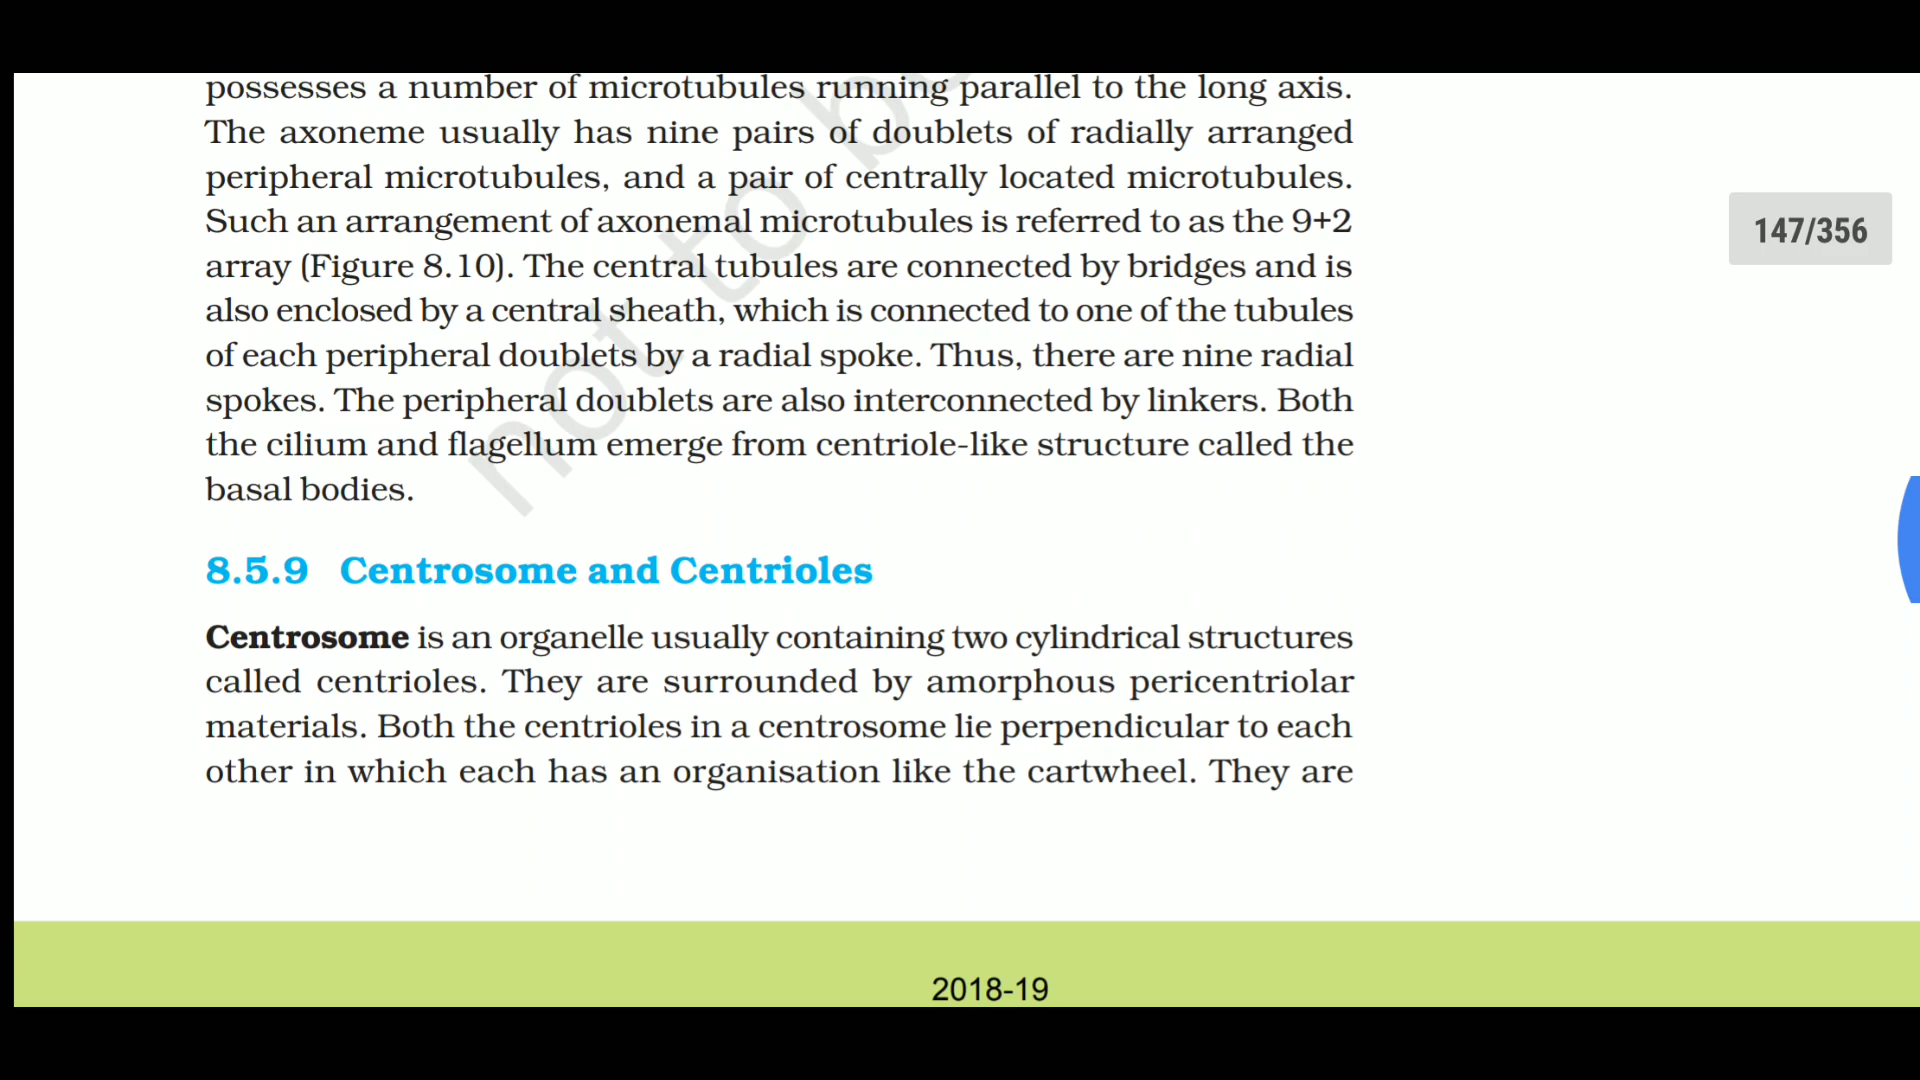 possesses a number of microtubules running parallel to the long axis.
The axoneme usually has nine pairs of doublets of radially arranged
peripheral microtubules, and a pair of centrally located microtubules.
Such an arrangement of axonemal microtubules is referred to as the 9+2
array (Figure 8.10). The central tubules are connected by bridges and is
also enclosed by a central sheath, which is connected to one of the tubules
of each peripheral doublets by a radial spoke. Thus, there are nine radial
spokes. The peripheral doublets are also interconnected by linkers. Both
the cilium and flagellum emerge from centriole-like structure called the
basal bodies.
147/356
not to be
8.5.9 Centrosome and Centrioles
Centrosome is an organelle usually containing two cylindrical structures
called centrioles. They are surrounded by amorphous pericentriolar
materials. Both the centrioles in a centrosome lie perpendicular to each
other in which each has an organisation like the cartwheel. They are
2018-19